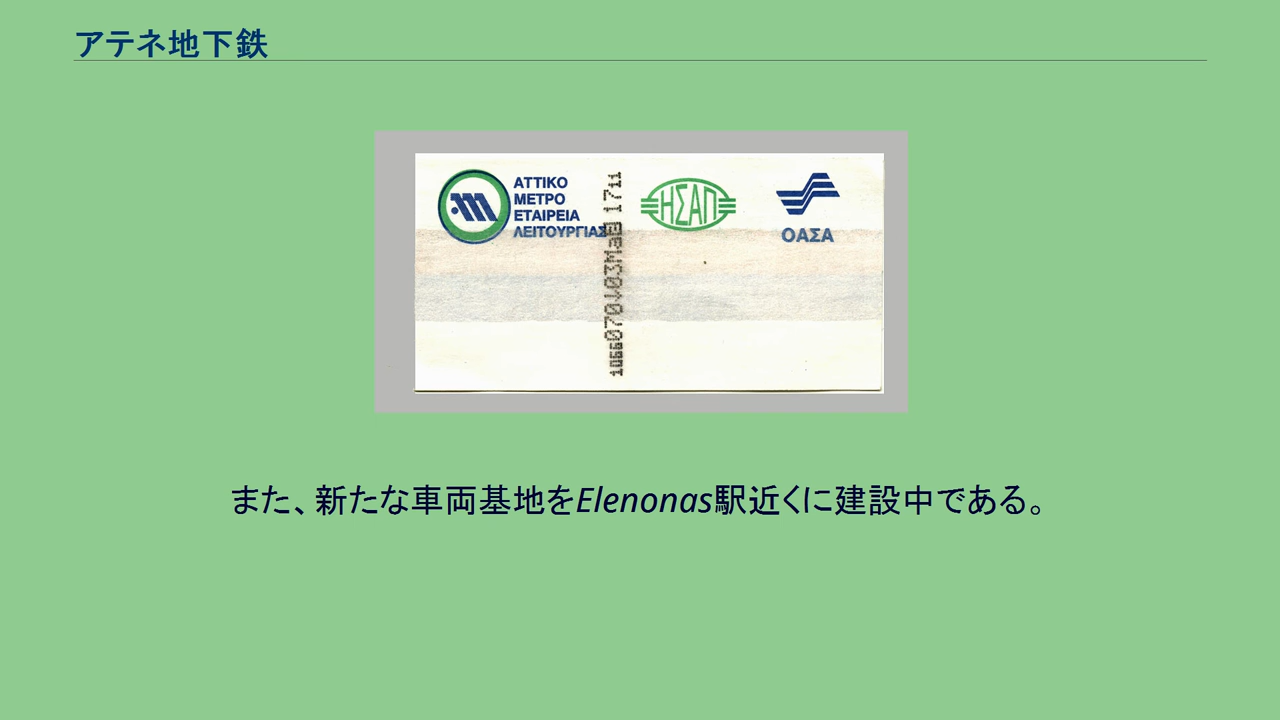 アテネ地下鉄
ΑΤΤΙΚΟ
ΜΕΤΡΟ
ΕΤΑΙΡΕΙΑ
ΛΕΙΤΟΥΡΓΙΑΣ
ΗΣΑΠ
ΟΑΣΑ
また、新たな車両基地をElenonas駅近くに建設中である。